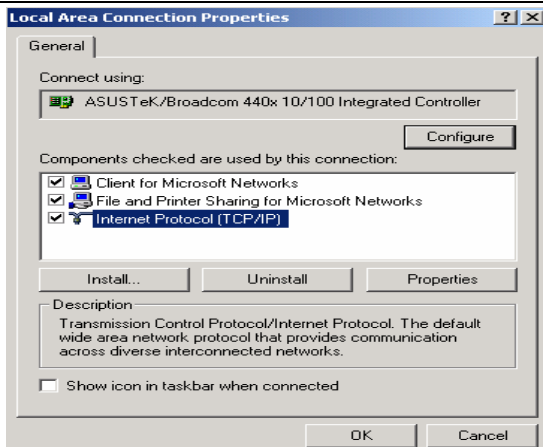 Local Area Connection Properties
General
Connect using:
ASUSTeK/Broadcom 440x 10/100 Integrated Controller
Configure
Components checked are used by this connection:
Client for Microsoft Networks
File and Printer Sharing for Microsoft Networks
Internet Protocol (TCP/IP)
Install... Uninstall Properties
Description
Transmission Control Protocol/Internet Protocol. The default
wide area network protocol that provides communication
across diverse interconnected networks.
Show icon in taskbar when connected
OK Cancel